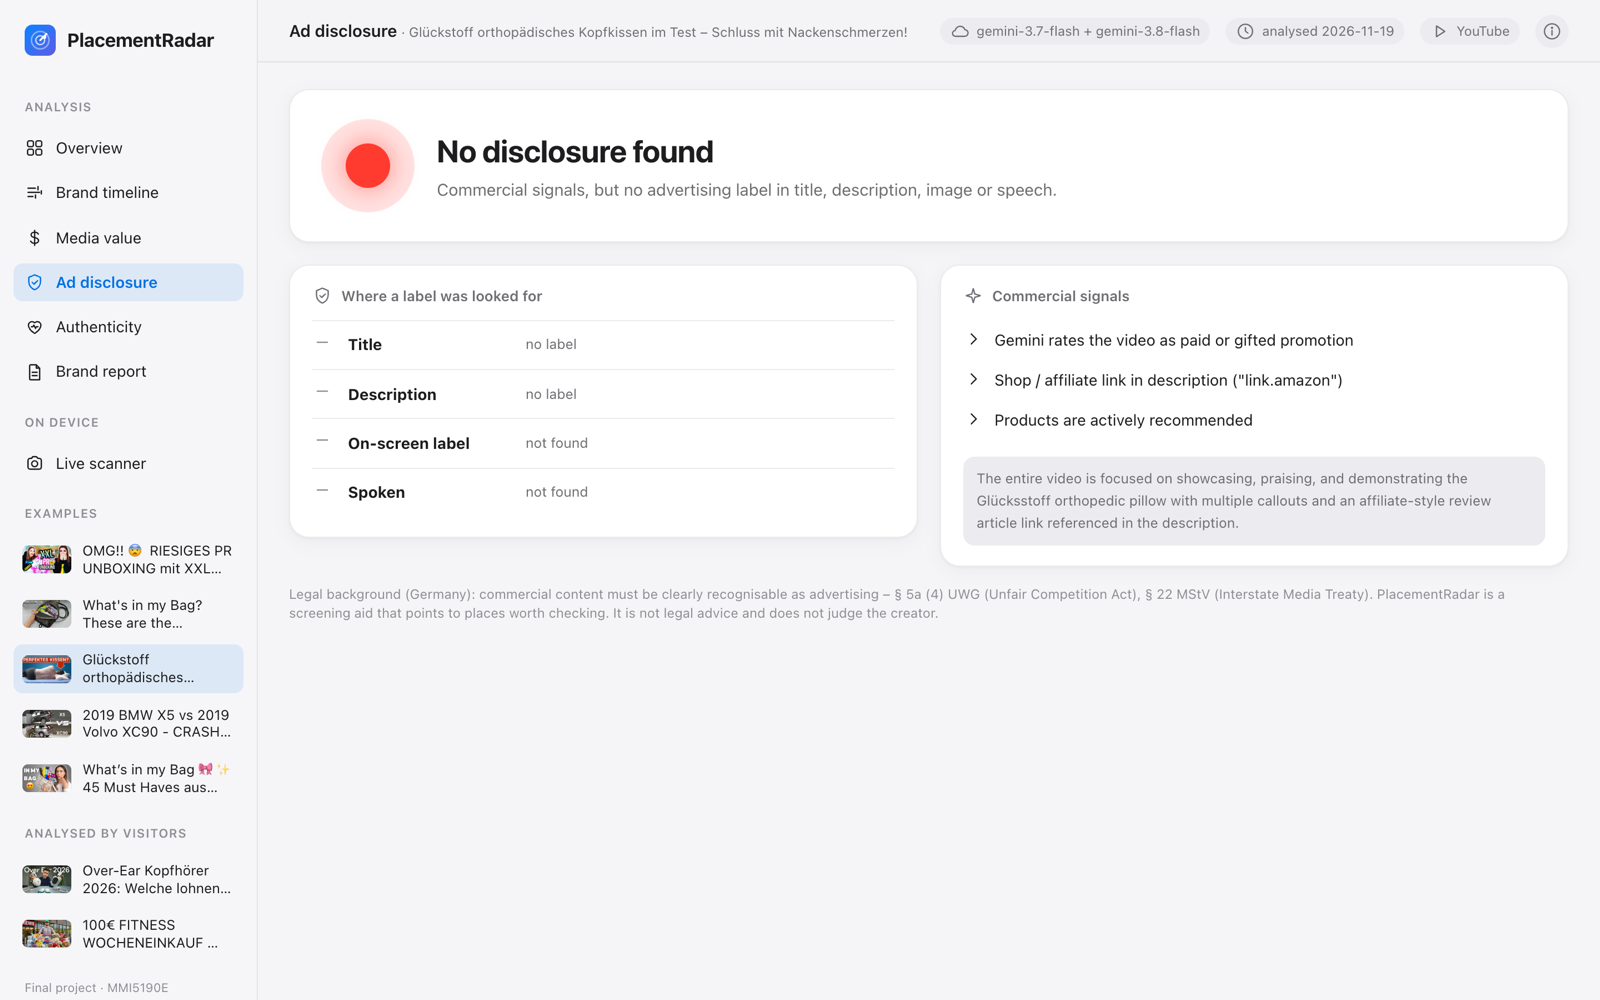 PlacementRadar
ANALYSIS
Overview
Brand timeline
Media value
Ad disclosure
Authenticity
Brand report
ON DEVICE
Live scanner
EXAMPLES
OMG!! 😨 RIESIGES PR
UNBOXING mit XXL...
What's in my Bag?
These are the...
Glückstoff
orthopädisches...
2019 BMW X5 vs 2019
Volvo XC90 - CRASH...
What's in my Bag 🎀 ✨
45 Must Haves aus...
ANALYSED BY VISITORS
Over-Ear Kopfhörer
2026: Welche lohnen...
100€ FITNESS
WOCHENEINKAUF ...
Final project · MMI5190E
Ad disclosure · Glückstoff orthopädisches Kopfkissen im Test – Schluss mit Nackenschmerzen!
gemini-3.7-flash + gemini-3.8-flash
analysed 2026-11-19
YouTube
No disclosure found
Commercial signals, but no advertising label in title, description, image or speech.
Where a label was looked for
Title no label
Description no label
On-screen label not found
Spoken not found
Commercial signals
Gemini rates the video as paid or gifted promotion
Shop / affiliate link in description ("link.amazon")
Products are actively recommended
The entire video is focused on showcasing, praising, and demonstrating the
Glücksstoff orthopedic pillow with multiple callouts and an affiliate-style review
article link referenced in the description.
Legal background (Germany): commercial content must be clearly recognisable as advertising – § 5a (4) UWG (Unfair Competition Act), § 22 MStV (Interstate Media Treaty). PlacementRadar is a
screening aid that points to places worth checking. It is not legal advice and does not judge the creator.